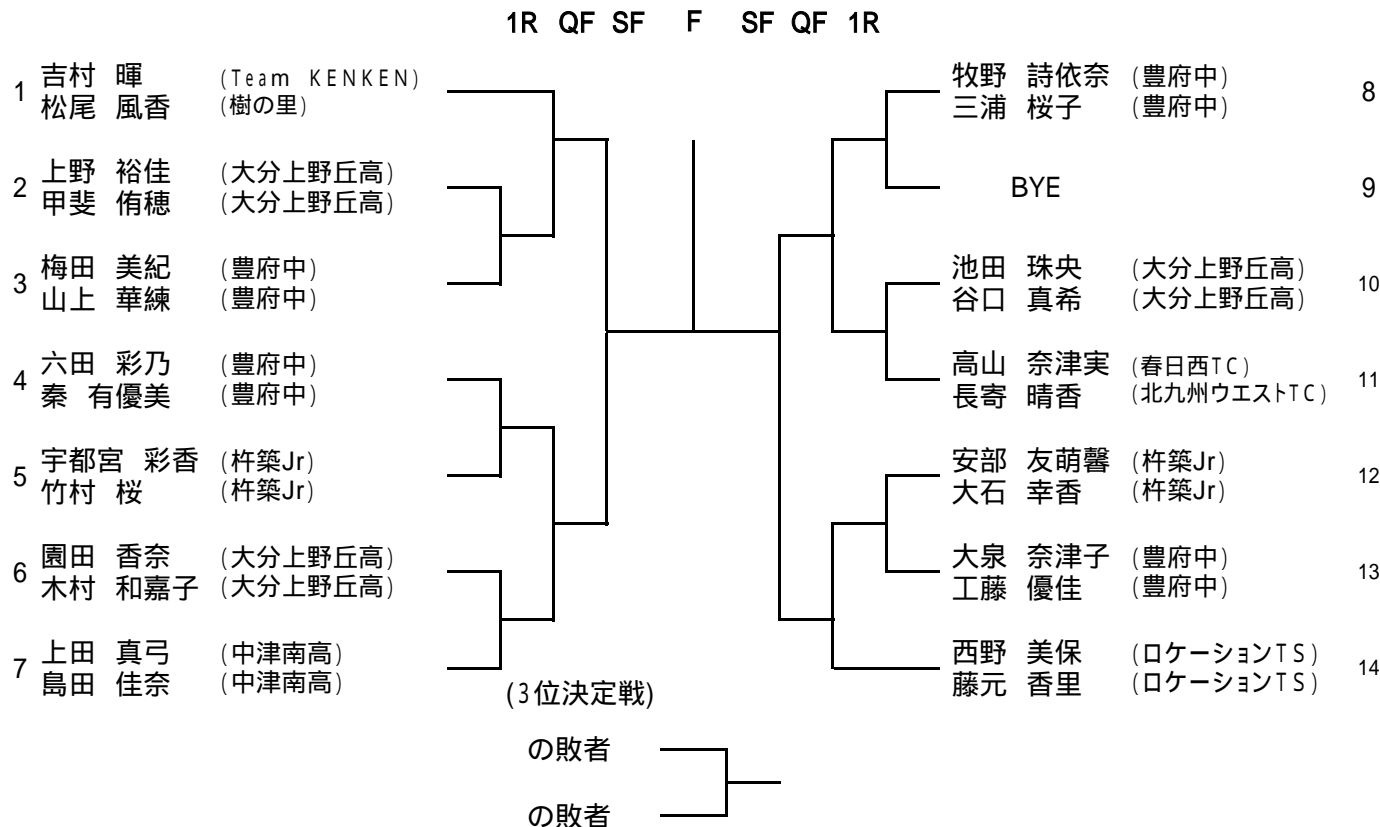 1R QF SF F SF QF 1R
1 吉村 暉 (Team KENKEN)
松尾 風香 (樹の里)
2 上野 裕佳 (大分上野丘高)
甲斐 侑穂 (大分上野丘高)
3 梅田 美紀 (豊府中)
山上 華練 (豊府中)
4 六田 彩乃 (豊府中)
秦 有優美 (豊府中)
5 宇都宮 彩香 (杵築Jr)
竹村 桜 (杵築Jr)
6 園田 香奈 (大分上野丘高)
木村 和嘉子 (大分上野丘高)
7 上田 真弓 (中津南高)
島田 佳奈 (中津南高)
牧野 詩依奈 (豊府中) 8
三浦 桜子 (豊府中)
BYE 9
池田 珠央 (大分上野丘高) 10
谷口 真希 (大分上野丘高)
高山 奈津実 (春日西TC) 11
長寄 晴香 (北九州ウエストTC)
安部 友萌馨 (杵築Jr) 12
大石 幸香 (杵築Jr)
大泉 奈津子 (豊府中) 13
工藤 優佳 (豊府中)
西野 美保 (ロケーションTS) 14
藤元 香里 (ロケーションTS)
(3位決定戦)
の敗者
の敗者